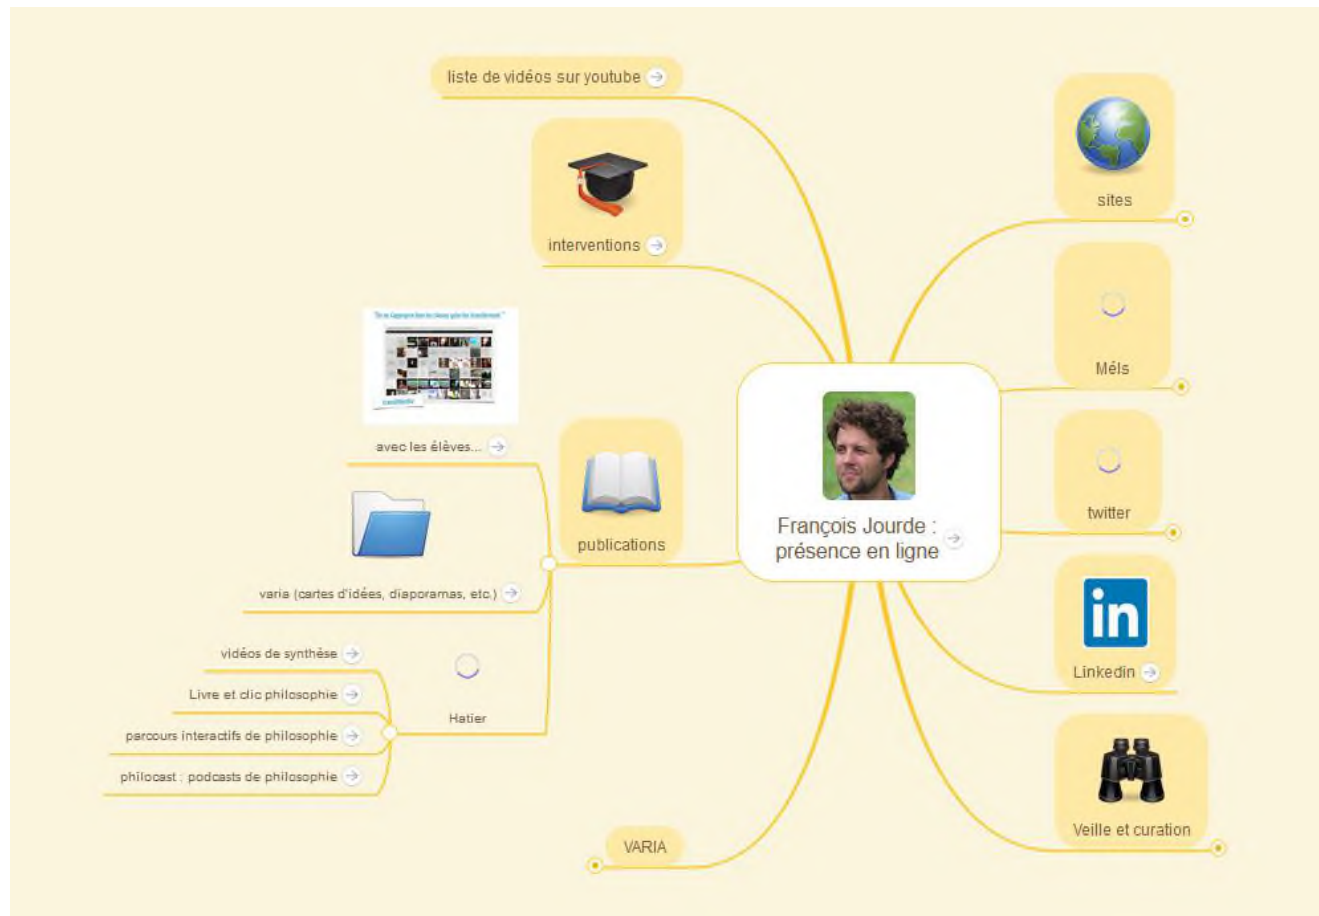 liste de vidéos sur youtube
interventions
avec les élèves...
publications
varia (cartes d'idées, diaporamas, etc.)
vidéos de synthèse
Livre et clic philosophie
parcours interactifs de philosophie
philocast : podcasts de philosophie
Hatier
VARIA
François Jourde :
présence en ligne
sites
Méls
twitter
in
Linkedin
Veille et curation